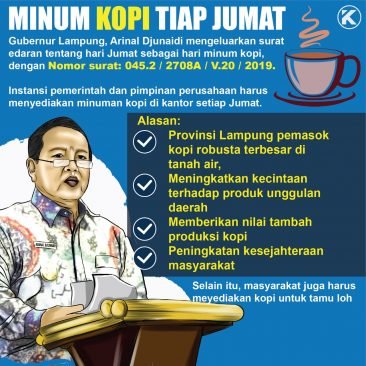 MINUM KOPI TIAP JUMAT
Gubernur Lampung, Arinal Djunaidi mengeluarkan surat
edaran tentang hari Jumat sebagai hari minum kopi,
dengan Nomor surat: 045.2 / 2708A / V.20 / 2019.
Instansi pemerintah dan pimpinan perusahaan harus
menyediakan minuman kopi di kantor setiap Jumat.
Alasan:
Provinsi Lampung pemasok
kopi robusta terbesar di
tanah air,
Meningkatkan kecintaan
terhadap produk unggulan
daerah
Memberikan nilai tambah
produksi kopi
Peningkatan kesejahteraan
masyarakat
Selain itu, masyarakat juga harus
meyediakan kopi untuk tamu loh